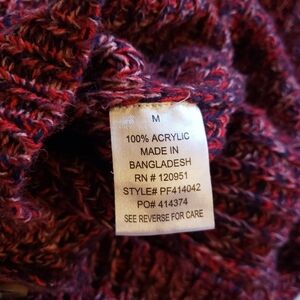 M
100% ACRYLIC
MADE IN
BANGLADESH
RN # 120951
STYLE# PF414042
PO# 414374
SEE REVERSE FOR CARE